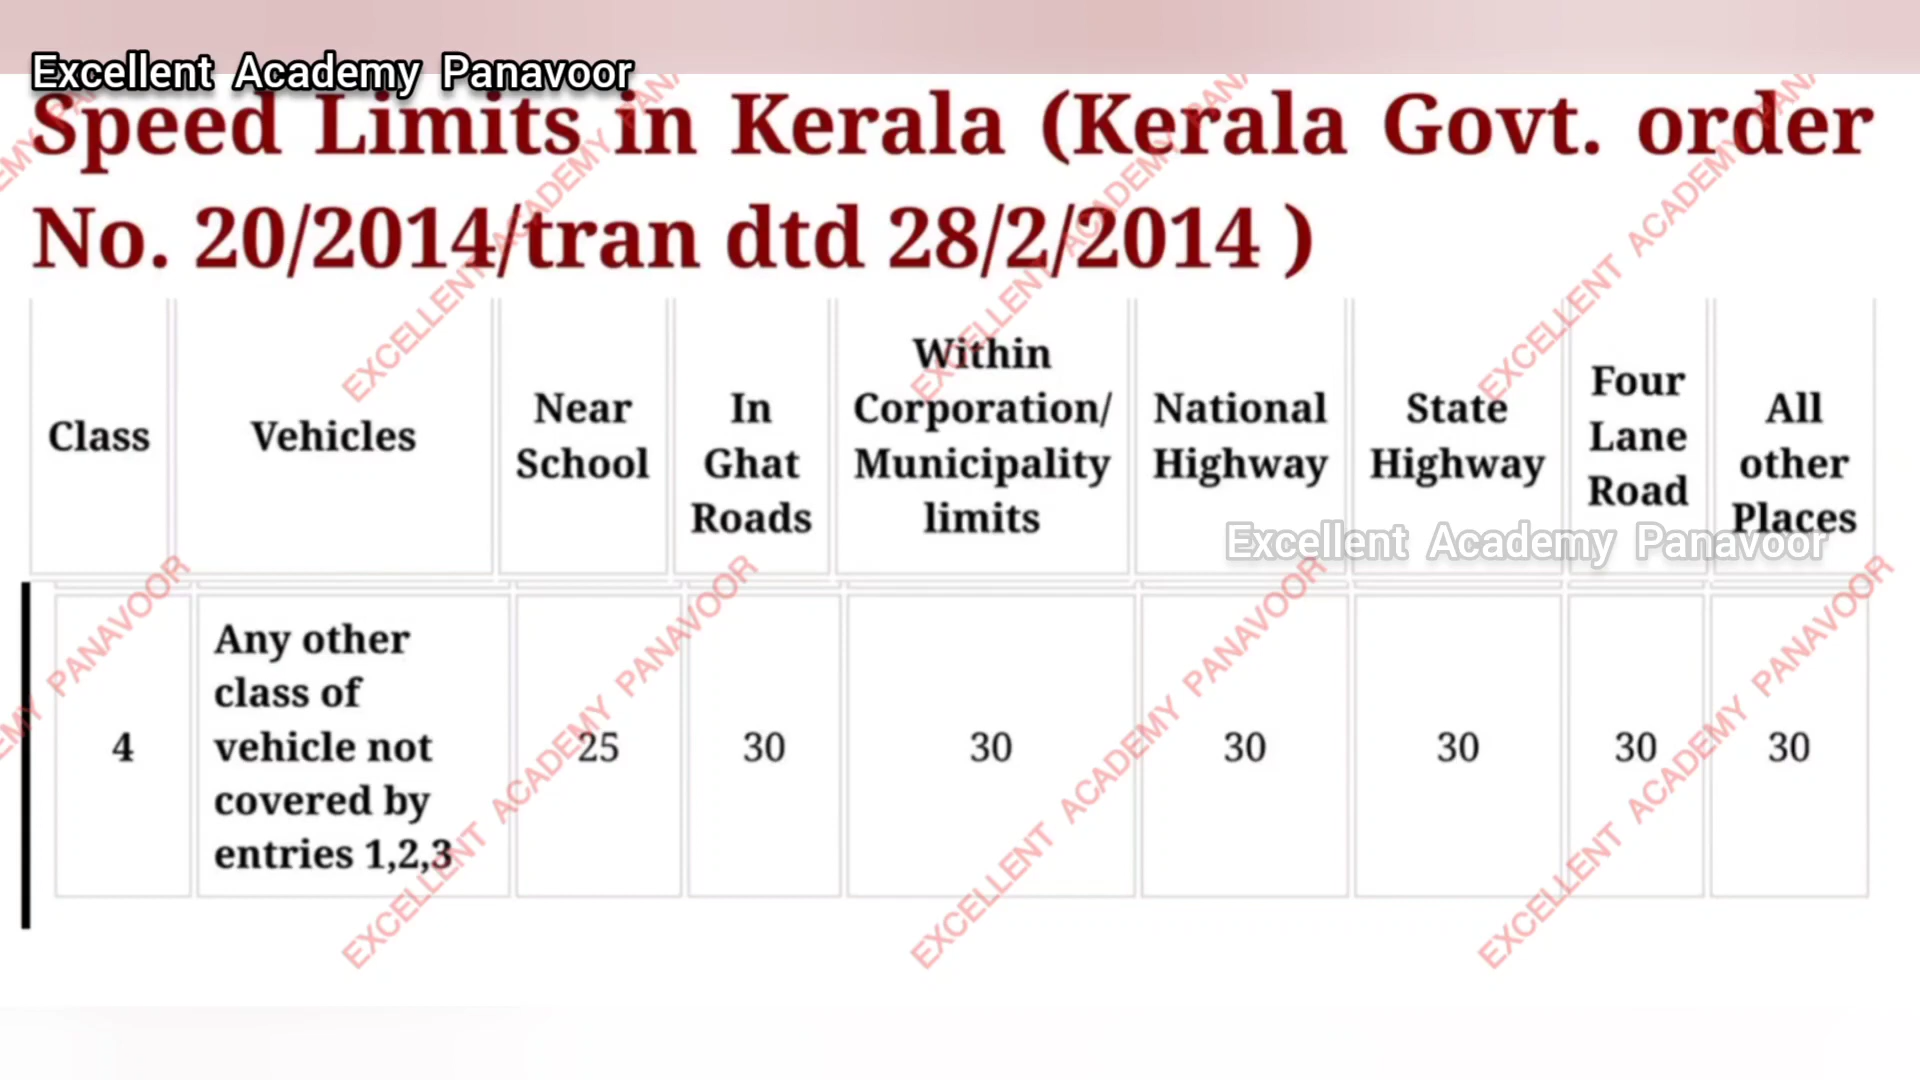 Excellent Academy Panavoor
Speed Limits in Kerala (Kerala Govt. order
No. 20/2014/tran dtd 28/2/2014 )
Class
Vehicles
Near
School
In
Ghat
Roads
Within
Corporation/
Municipality
limits
National
Highway
State
Highway
Four
Lane
Road
All
other
Places
Excellent Academy Panavoor
4
Any other
class of
vehicle not
covered by
entries 1,2,3
25
30
30
30
30
30
30
EXCELLENT ACADEMY PANAVOOR
EXCELLENT ACADEMY PANAVOOR
EXCELLENT ACADEMY PANAVOOR